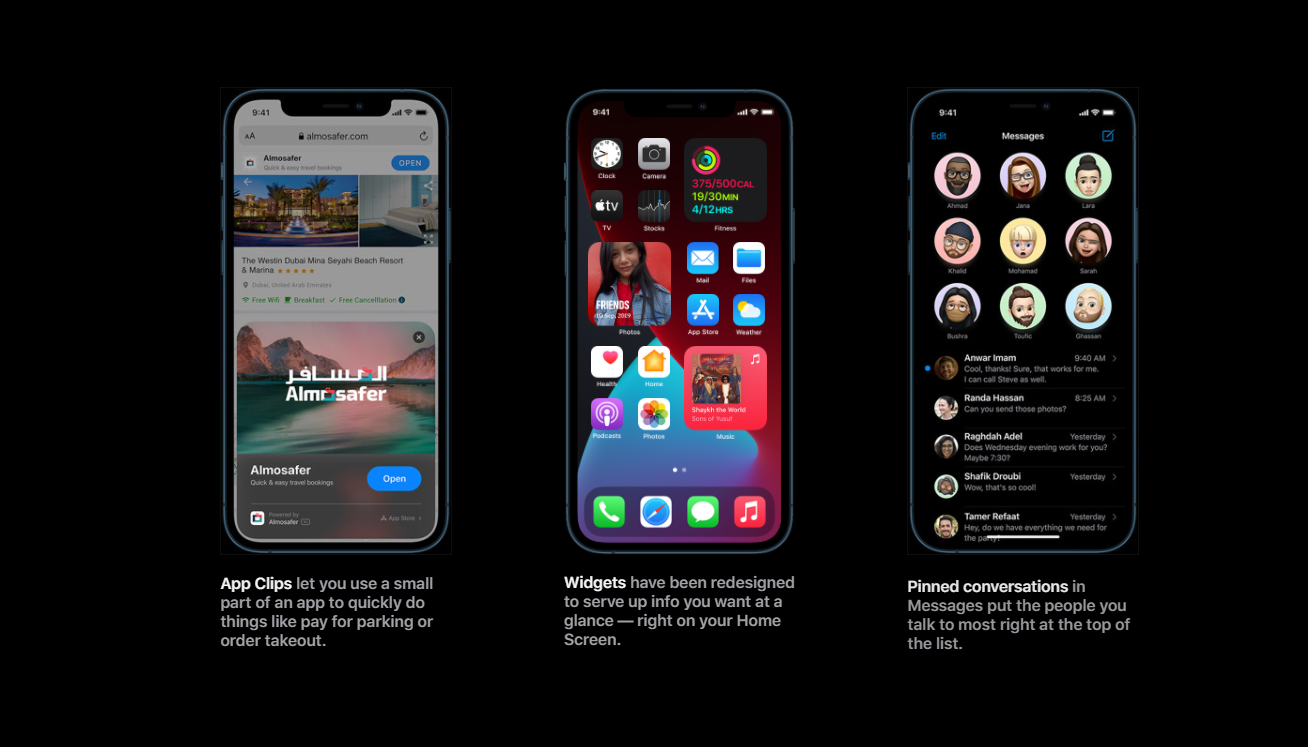 9:41
AA
almosafer.com
Almosafer
Quick & easy travel bookings
OPEN
The Westin Dubai Mina Seyahi Beach Resort
& Marina
Dubai, United Arab Emirates
Free Wifi Breakfast Free Cancelllation
المسافر
Almosafer
Almosafer
Quick & easy travel bookings
Open
Powered by
Almosafer
App Store
App Clips let you use a small
part of an app to quickly do
things like pay for parking or
order takeout.
9:41
Clock Camera
375/500CAL
19/30MIN
4/12HRS
tv
TV Stocks Fitness
FRIENDS
10 Sep, 2019
Photos
Mail Files
App Store Weather
Health Home
Podcasts Photos
Shaykh the World
Sons of Yusuf
Music
Widgets have been redesigned
to serve up info you want at a
glance — right on your Home
Screen.
9:41
Edit Messages
Ahmad Jana Lara
Khalid Mohamad Sarah
Bushra Toufic Ghassan
Anwar Imam 9:40 AM
Cool, thanks! Sure, that works for me.
I can call Steve as well.
Randa Hassan 8:25 AM
Can you send those photos?
Raghdah Adel Yesterday
Does Wednesday evening work for you?
Maybe 7:30?
Shafik Droubi Yesterday
Wow, that's so cool!
Tamer Refaat Yesterday
Hey, do we have everything we need for
the party?
Pinned conversations in
Messages put the people you
talk to most right at the top of
the list.